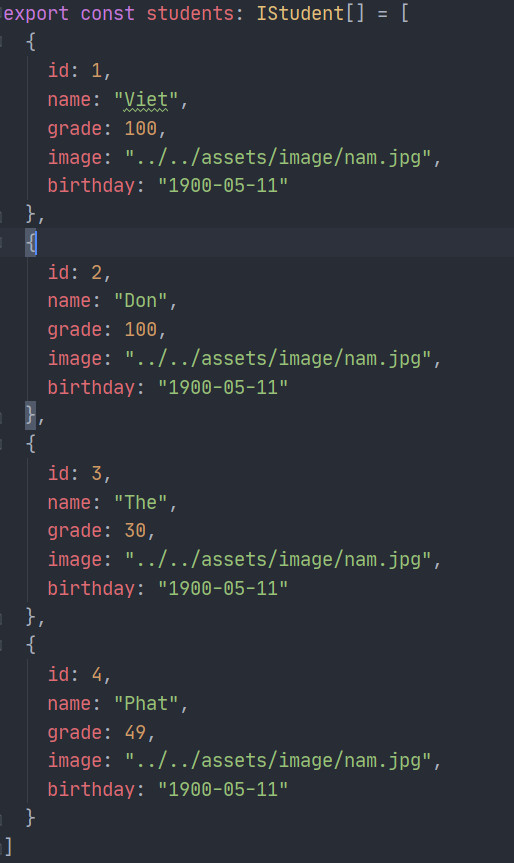 export const students: IStudent[] = [
  {
    id: 1,
    name: "Viet",
    grade: 100,
    image: "../../assets/image/nam.jpg",
    birthday: "1900-05-11"
  },
  {
    id: 2,
    name: "Don",
    grade: 100,
    image: "../../assets/image/nam.jpg",
    birthday: "1900-05-11"
  },
  {
    id: 3,
    name: "The",
    grade: 30,
    image: "../../assets/image/nam.jpg",
    birthday: "1900-05-11"
  },
  {
    id: 4,
    name: "Phat",
    grade: 49,
    image: "../../assets/image/nam.jpg",
    birthday: "1900-05-11"
  }
]